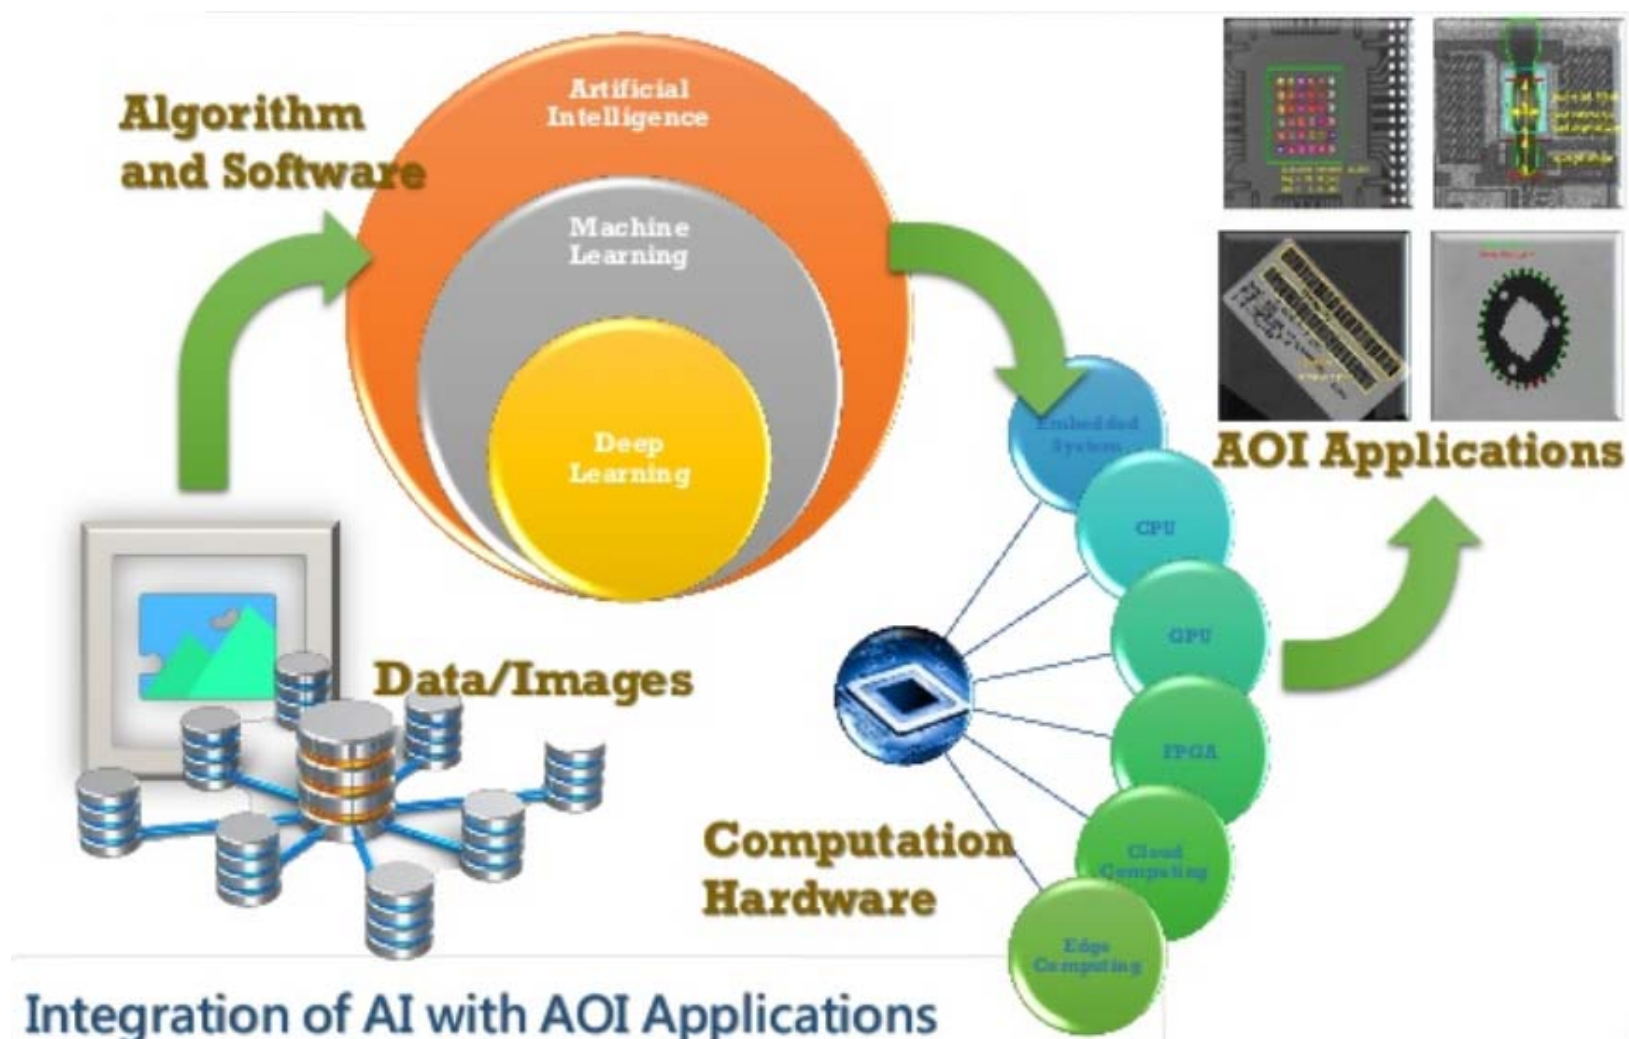 Algorithm
and Software
Artificial
Intelligence
Machine
Learning
Deep
Learning
Data/Images
Embedded
System
CPU
GPU
FPGA
Cloud
Computing
Edge
Computing
Computation
Hardware
AOI Applications
Integration of AI with AOI Applications